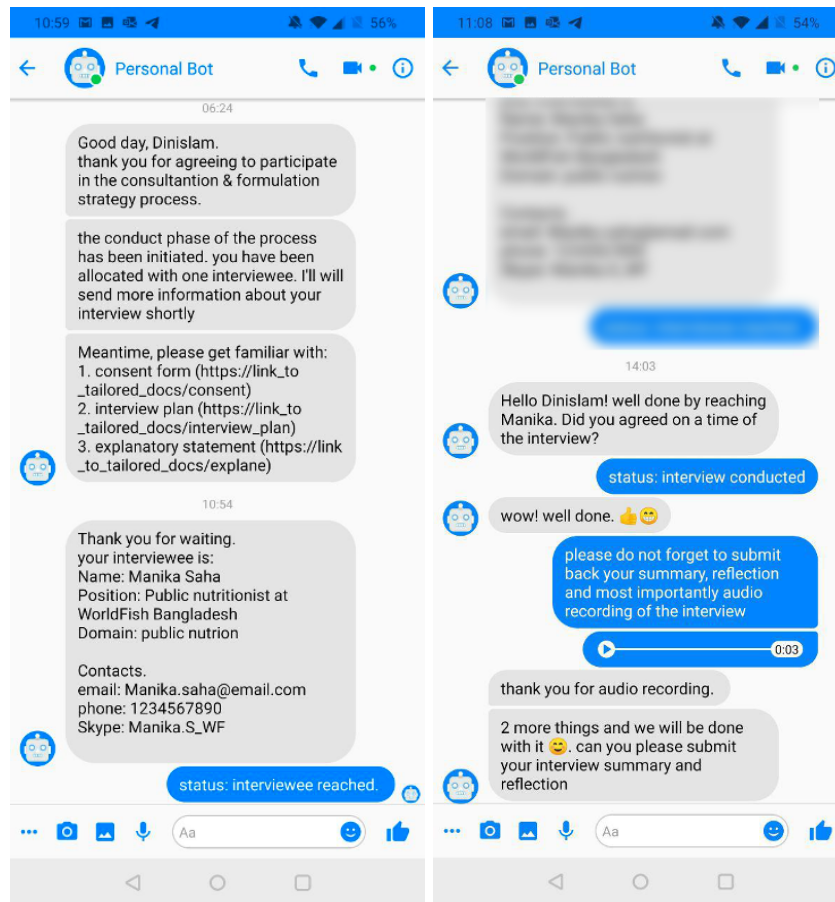 10:59
56%
Personal Bot
06:24
Good day, Dinislam.
thank you for agreeing to participate
in the consultantion & formulation
strategy process.
the conduct phase of the process
has been initiated. you have been
allocated with one interviewee. I'll will
send more information about your
interview shortly
Meantime, please get familiar with:
1. consent form (https://link_to
_tailored_docs/consent)
2. interview plan (https://link_to
_tailored_docs/interview_plan)
3. explanatory statement (https://link
_to_tailored_docs/explane)
10:54
Thank you for waiting.
your interviewee is:
Name: Manika Saha
Position: Public nutritionist at
WorldFish Bangladesh
Domain: public nutrion
Contacts.
email: Manika.saha@email.com
phone: 1234567890
Skype: Manika.S_WF
status: interviewee reached.
Aa
11:08
54%
Personal Bot
14:03
Hello Dinislam! well done by reaching
Manika. Did you agreed on a time of
the interview?
status: interview conducted
wow! well done. 👍😁
please do not forget to submit
back your summary, reflection
and most importantly audio
recording of the interview
0:03
thank you for audio recording.
2 more things and we will be done
with it 😊. can you please submit
your interview summary and
reflection
Aa